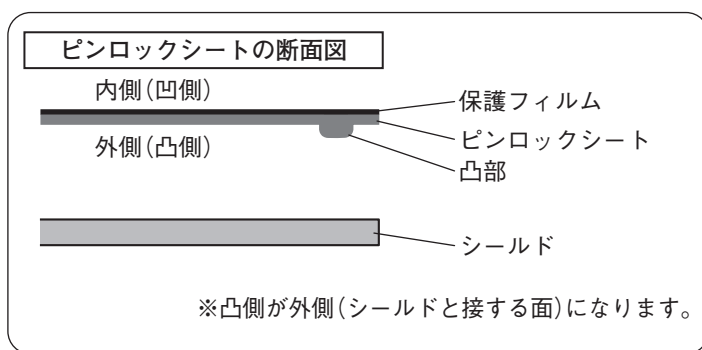 ピンロックシートの断面図
内側(凹側)
保護フィルム
ピンロックシート
外側(凸側)
凸部
シールド
※凸側が外側(シールドと接する面)になります。